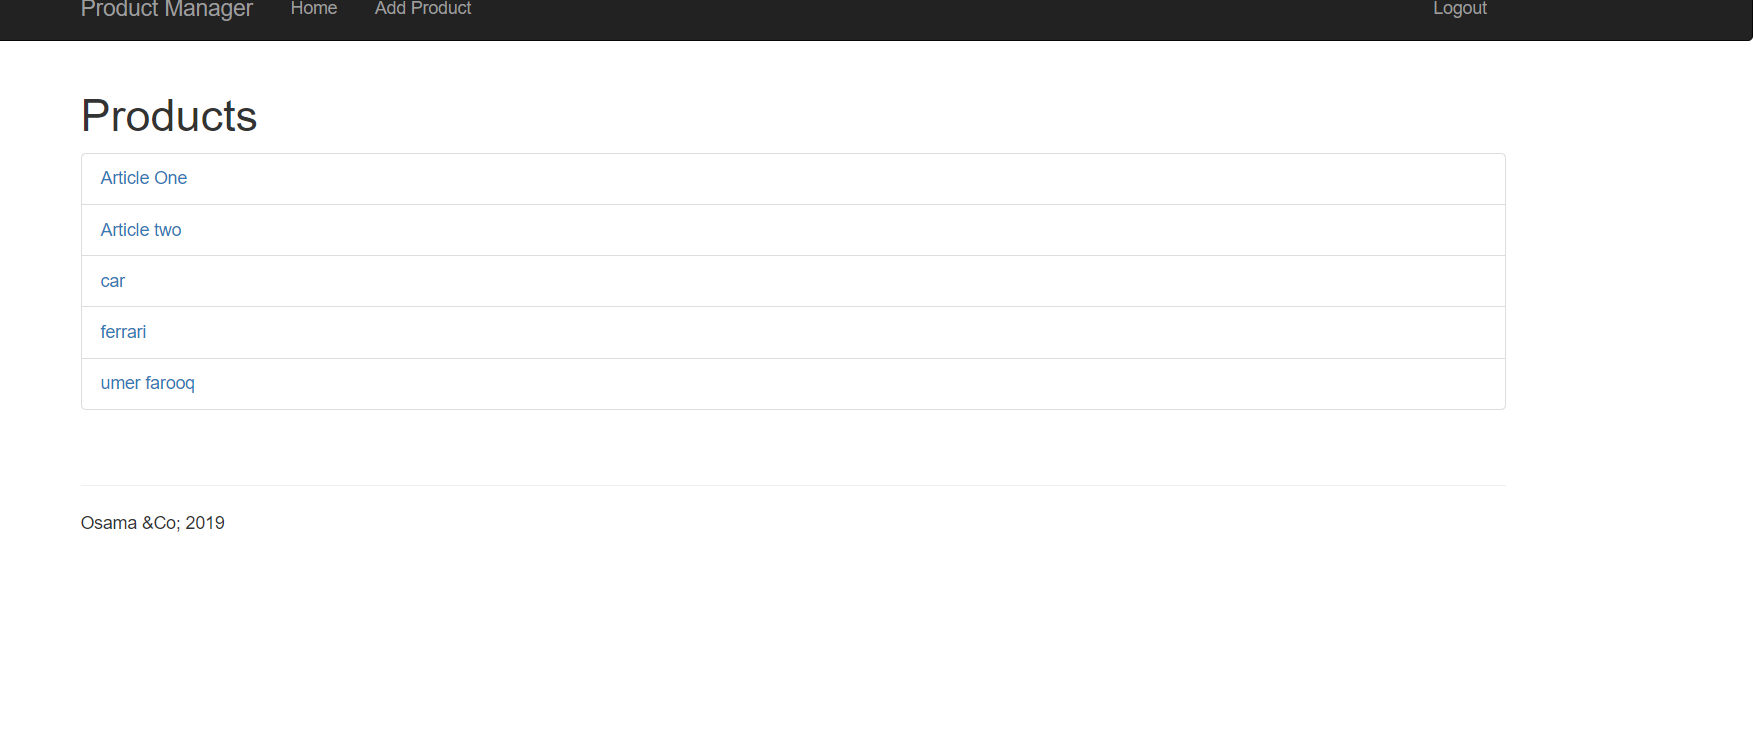 Product Manager Home Add Product Logout
Products
Article One
Article two
car
ferrari
umer farooq
Osama &Co; 2019